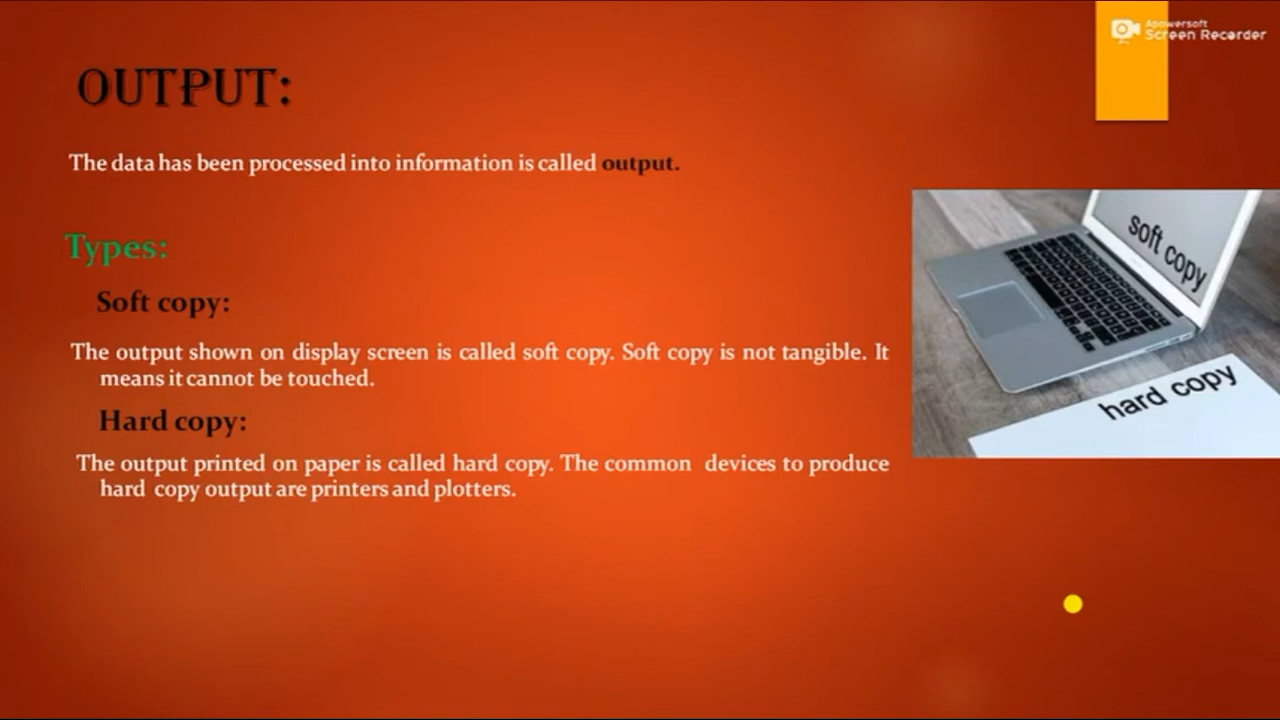 Apowersoft
Screen Recorder
OUTPUT:
The data has been processed into information is called output.
Types:
Soft copy:
The output shown on display screen is called soft copy. Soft copy is not tangible. It
means it cannot be touched.
Hard copy:
The output printed on paper is called hard copy. The common devices to produce
hard copy output are printers and plotters.
soft copy
hard copy